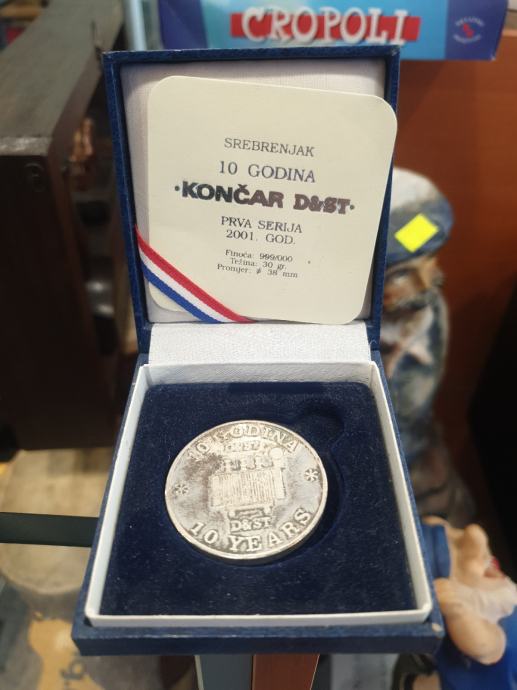 CROPOLI
SREBRENJAK
10 GODINA
·KONČAR D&ST·
PRVA SERIJA
2001. GOD.
Finoća: 999/000
Težina: 30 gr.
Promjer: ø 38 mm
10 GODINA
D&ST
D&ST
10 YEARS